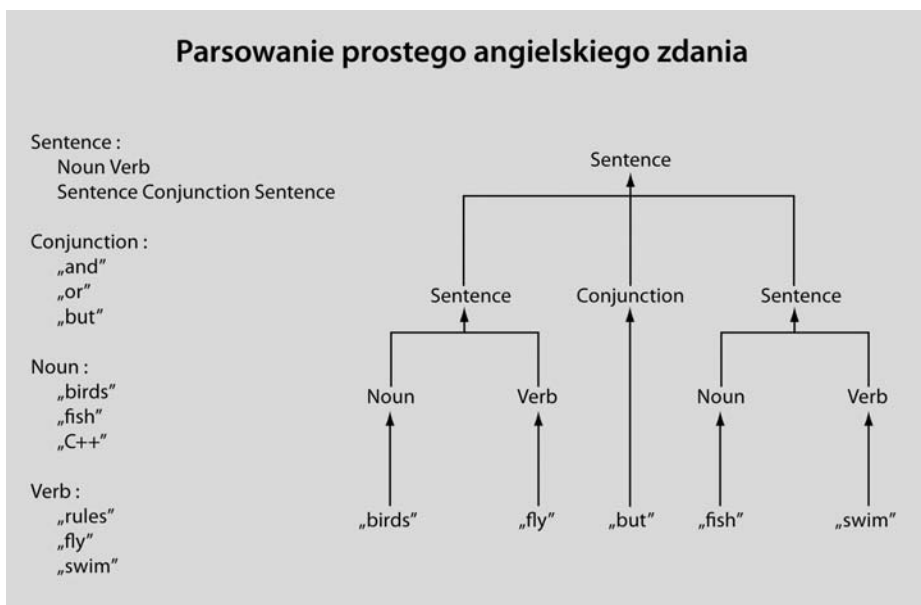 Parsowanie prostego angielskiego zdania
Sentence :
Noun Verb
Sentence Conjunction Sentence
Conjunction :
„and”
„or”
„but”
Noun :
„birds”
„fish”
„C++”
Verb :
„rules”
„fly”
„swim”
Sentence
Sentence Conjunction Sentence
Noun Verb Noun Verb
„birds” „fly” „but” „fish” „swim”